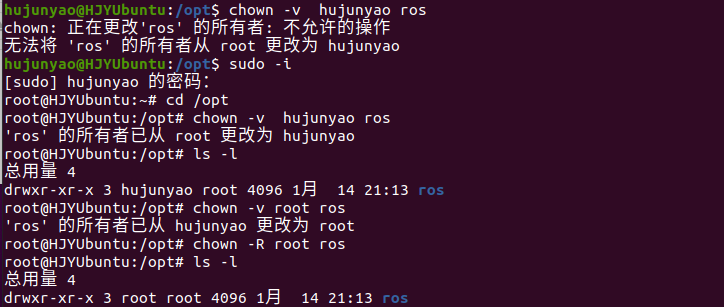 hujunyao@HJYUbuntu:/opt$ chown -v  hujunyao ros
chown: 正在更改'ros' 的所有者: 不允许的操作
无法将 'ros' 的所有者从 root 更改为 hujunyao
hujunyao@HJYUbuntu:/opt$ sudo -i
[sudo] hujunyao 的密码：
root@HJYUbuntu:~# cd /opt
root@HJYUbuntu:/opt# chown -v  hujunyao ros
'ros' 的所有者已从 root 更改为 hujunyao
root@HJYUbuntu:/opt# ls -l
总用量 4
drwxr-xr-x 3 hujunyao root 4096 1月  14 21:13 ros
root@HJYUbuntu:/opt# chown -v root ros
'ros' 的所有者已从 hujunyao 更改为 root
root@HJYUbuntu:/opt# chown -R root ros
root@HJYUbuntu:/opt# ls -l
总用量 4
drwxr-xr-x 3 root root 4096 1月  14 21:13 ros